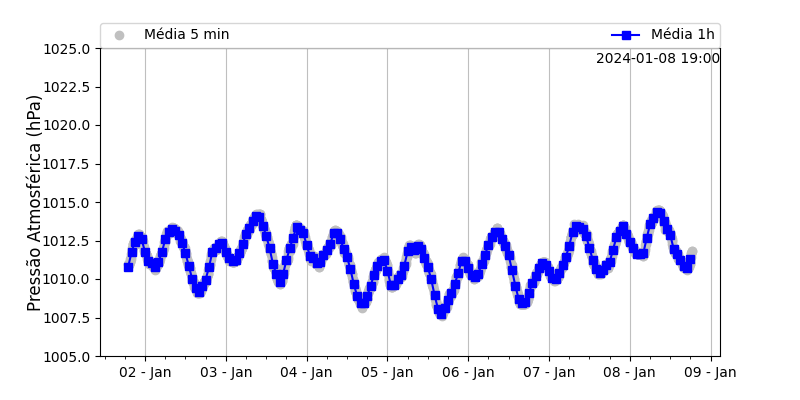 Média 5 min
Média 1h
2024-01-08 19:00
Pressão Atmosférica (hPa)
1025.0
1022.5
1020.0
1017.5
1015.0
1012.5
1010.0
1007.5
1005.0
02 - Jan
03 - Jan
04 - Jan
05 - Jan
06 - Jan
07 - Jan
08 - Jan
09 - Jan